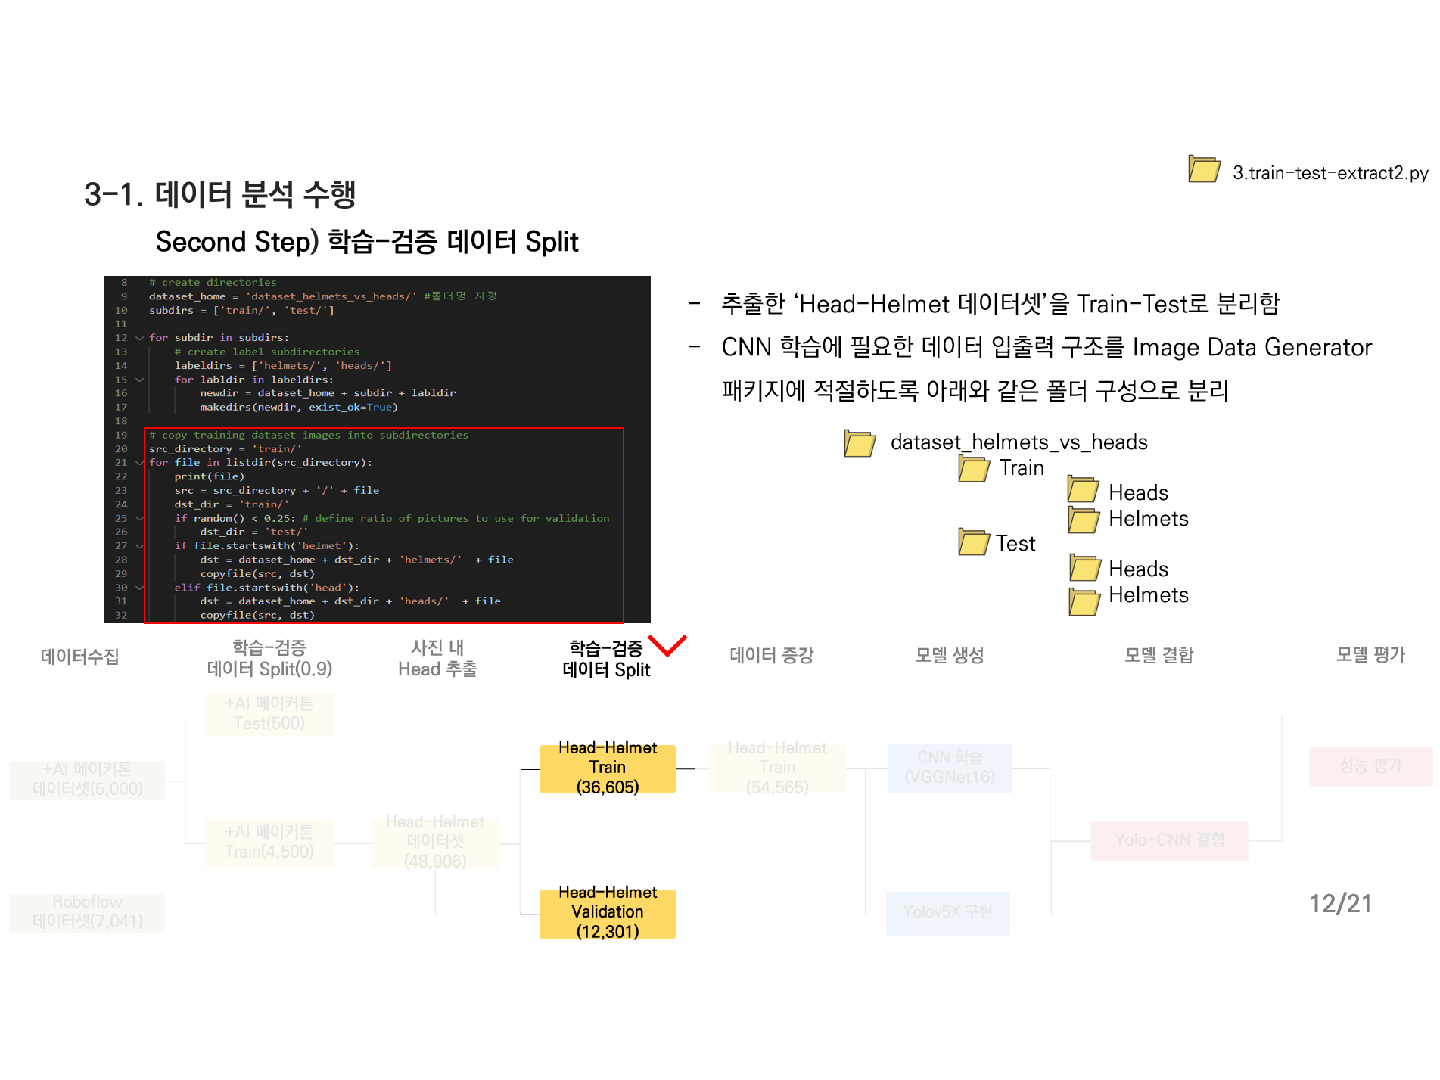 3.train-test-extract2.py
3-1. 데이터 분석 수행
Second Step) 학습-검증 데이터 Split
8 # create directories
9 dataset_home = 'dataset_helmets_vs_heads/' #폴더명 지정
10 subdirs = ['train/', 'test/']
11
12 for subdir in subdirs:
13 # create label subdirectories
14 labeldirs = ['helmets/', 'heads/']
15 for labldir in labeldirs:
16 newdir = dataset_home + subdir + labldir
17 makedirs(newdir, exist_ok=True)
18
19 # copy training dataset images into subdirectories
20 src_directory = 'train/'
21 for file in listdir(src_directory):
22 print(file)
23 src = src_directory + '/' + file
24 dst_dir = 'train/'
25 if random() < 0.25: # define ratio of pictures to use for validation
26 dst_dir = 'test/'
27 if file.startswith('helmet'):
28 dst = dataset_home + dst_dir + 'helmets/' + file
29 copyfile(src, dst)
30 elif file.startswith('head'):
31 dst = dataset_home + dst_dir + 'heads/' + file
32 copyfile(src, dst)
- 추출한 ‘Head-Helmet 데이터셋’을 Train-Test로 분리함
- CNN 학습에 필요한 데이터 입출력 구조를 Image Data Generator
패키지에 적절하도록 아래와 같은 폴더 구성으로 분리
dataset_helmets_vs_heads
Train
Heads
Helmets
Test
Heads
Helmets
데이터수집
학습-검증
데이터 Split(0.9)
사진 내
Head 추출
학습-검증
데이터 Split
데이터 증강
모델 생성
모델 결합
모델 평가
+AI 메이커톤
Test(500)
+AI 메이커톤
데이터셋(5,000)
+AI 메이커톤
Train(4,500)
Roboflow
데이터셋(7,041)
Head-Helmet
데이터셋
(48,906)
Head-Helmet
Train
(36,605)
Head-Helmet
Validation
(12,301)
Head-Helmet
Train
(54,565)
CNN 학습
(VGGNet16)
Yolov5X 구현
Yolo-CNN 결합
성능 평가
12/21